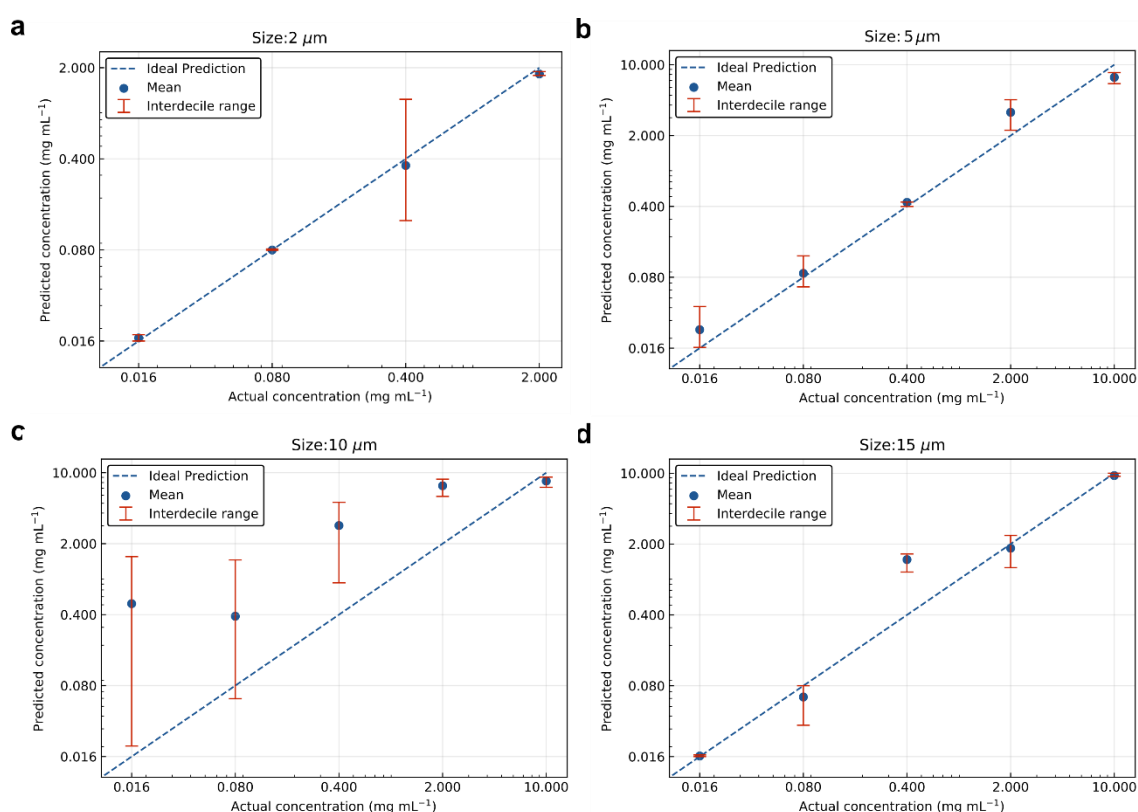 a
Size:2 μm
Ideal Prediction
Mean
Interdecile range
2.000
0.400
0.080
0.016
Predicted concentration (mg mL⁻¹)
0.016 0.080 0.400 2.000
Actual concentration (mg mL⁻¹)
b
Size: 5 μm
Ideal Prediction
Mean
Interdecile range
10.000
2.000
0.400
0.080
0.016
Predicted concentration (mg mL⁻¹)
0.016 0.080 0.400 2.000 10.000
Actual concentration (mg mL⁻¹)
c
Size:10 μm
Ideal Prediction
Mean
Interdecile range
10.000
2.000
0.400
0.080
0.016
Predicted concentration (mg mL⁻¹)
0.016 0.080 0.400 2.000 10.000
Actual concentration (mg mL⁻¹)
d
Size:15 μm
Ideal Prediction
Mean
Interdecile range
10.000
2.000
0.400
0.080
0.016
Predicted concentration (mg mL⁻¹)
0.016 0.080 0.400 2.000 10.000
Actual concentration (mg mL⁻¹)